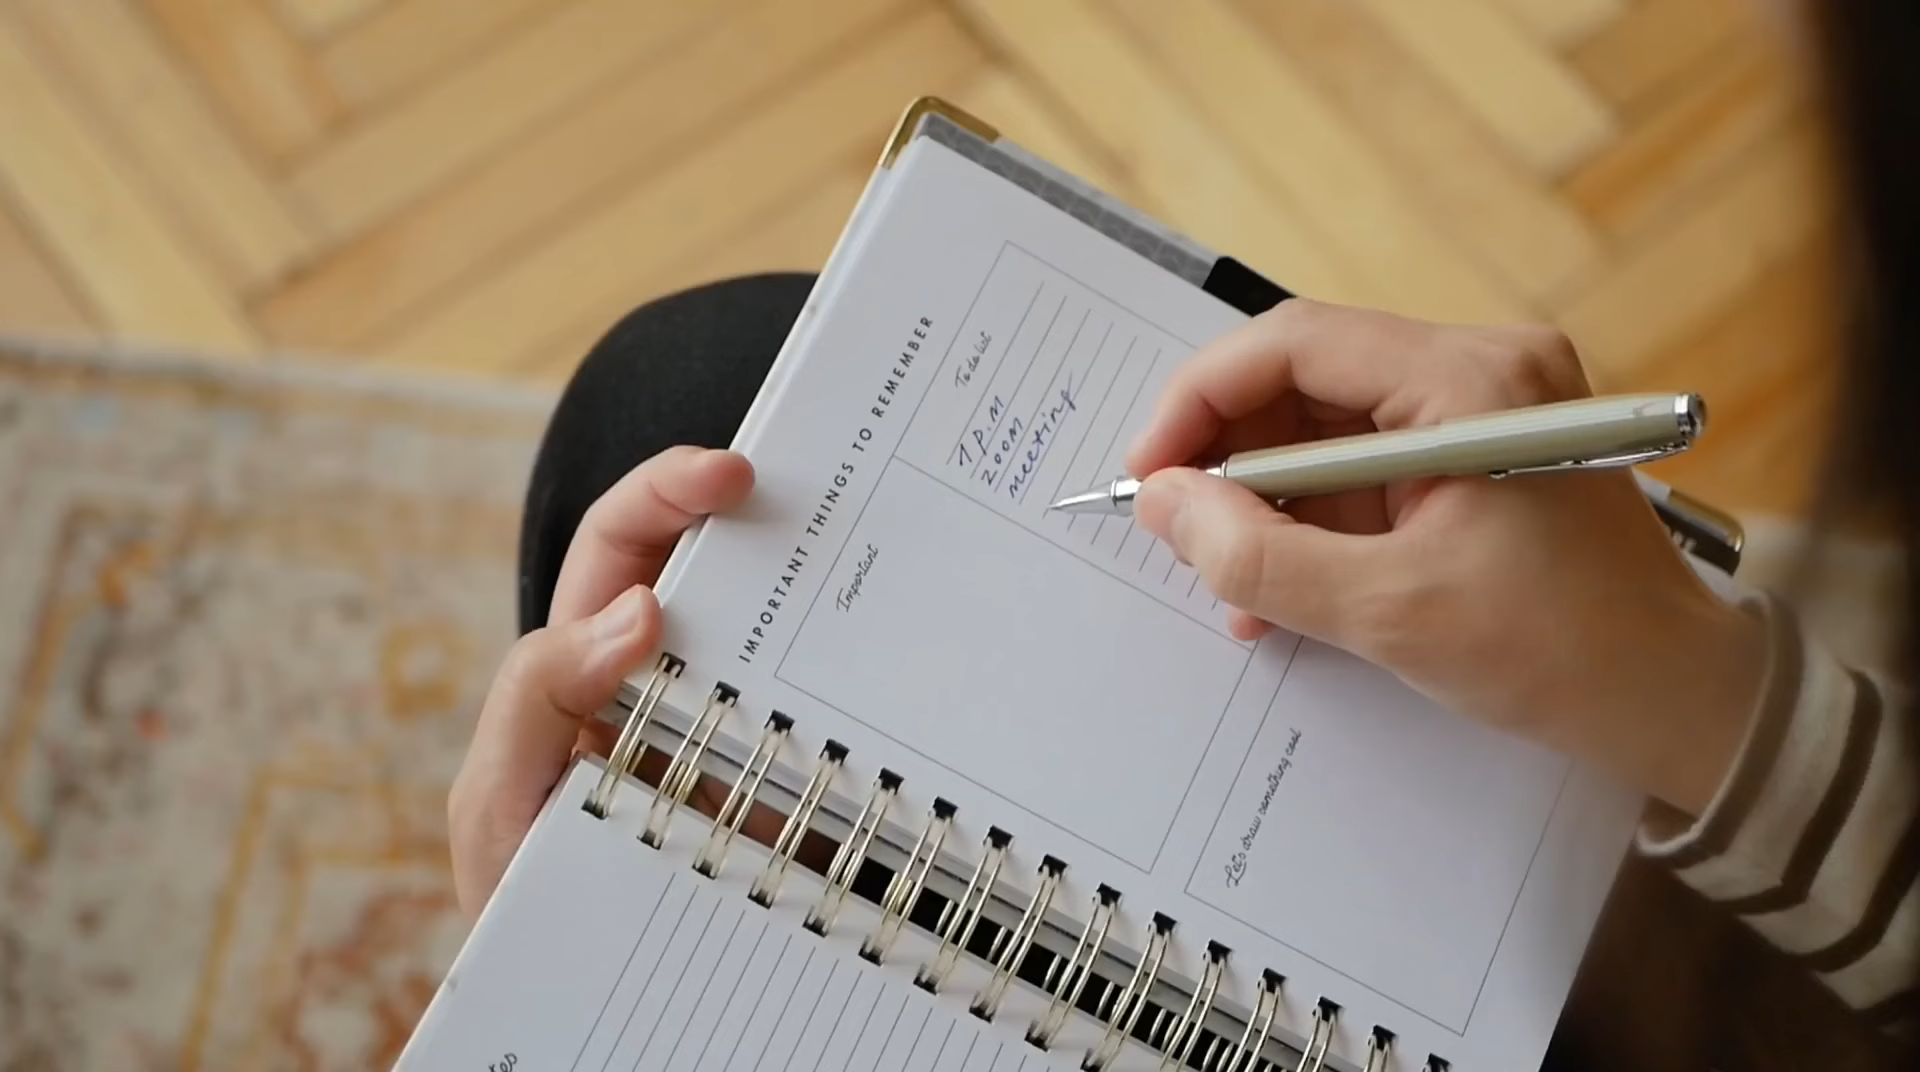 IMPORTANT THINGS TO REMEMBER
To do list
1 P.M
ZOOM
meeting
Important
Let's draw something cool